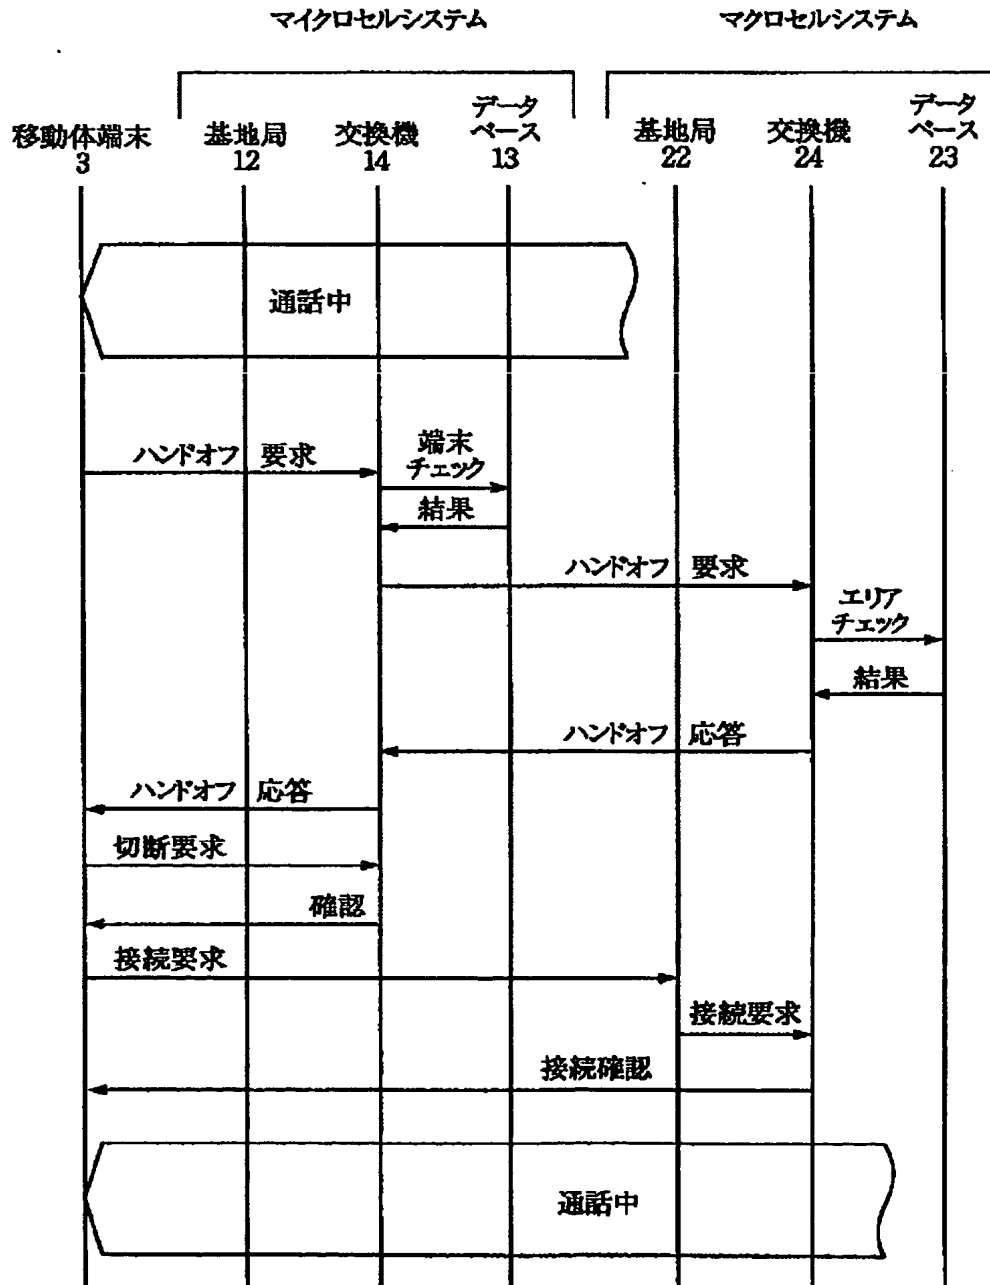 マイクロセルシステム
マクロセルシステム
移動体端末
3
基地局
12
交換機
14
データ
ベース
13
基地局
22
交換機
24
データ
ベース
23
通話中
ハンドオフ 要求
端末
チェック
結果
ハンドオフ 要求
エリア
チェック
結果
ハンドオフ 応答
ハンドオフ 応答
切断要求
確認
接続要求
接続要求
接続確認
通話中